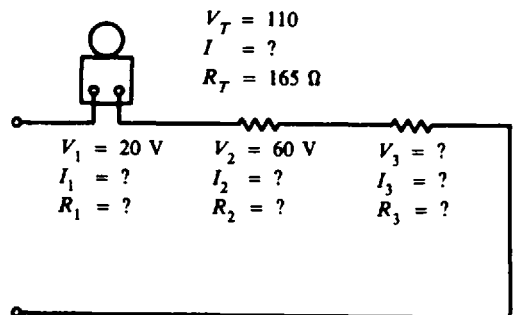 V_T = 110
I = ?
R_T = 165 Ω
V_1 = 20 V
I_1 = ?
R_1 = ?
V_2 = 60 V
I_2 = ?
R_2 = ?
V_3 = ?
I_3 = ?
R_3 = ?